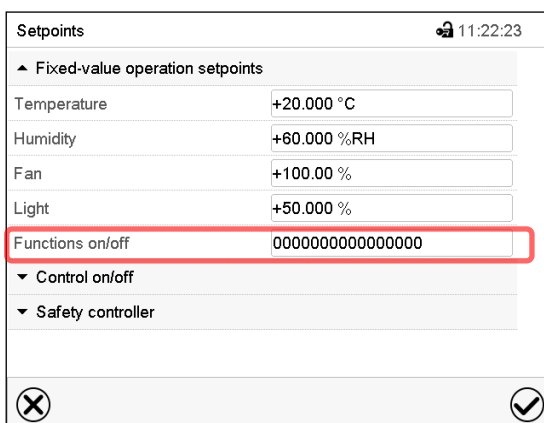 Setpoints 11:22:23
Fixed-value operation setpoints
Temperature +20.000 °C
Humidity +60.000 %RH
Fan +100.00 %
Light +50.000 %
Functions on/off 0000000000000000
Control on/off
Safety controller